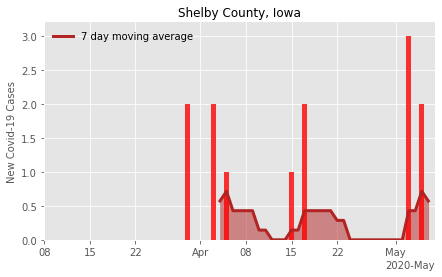 Shelby County, Iowa
7 day moving average
New Covid-19 Cases
3.0
2.5
2.0
1.5
1.0
0.5
0.0
08 15 22 Apr 08 15 22 May
2020-May